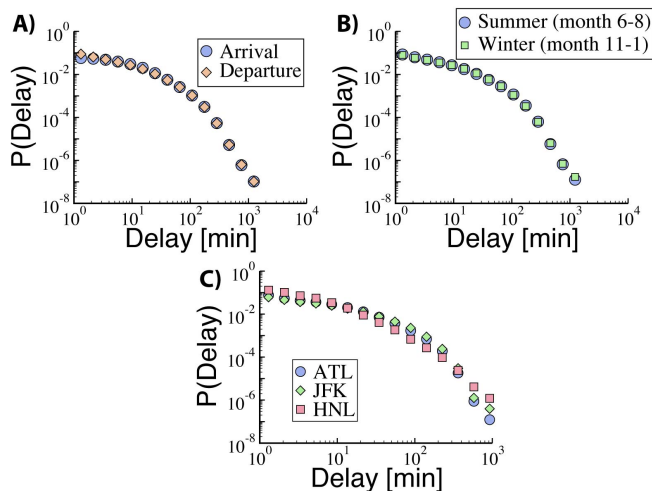 A)
10^0
10^-2
10^-4
10^-6
10^-8
P(Delay)
Arrival
Departure
10^0 10^1 10^2 10^3 10^4
Delay [min]
B)
10^0
10^-2
10^-4
10^-6
10^-8
P(Delay)
Summer (month 6-8)
Winter (month 11-1)
10^0 10^1 10^2 10^3 10^4
Delay [min]
C)
10^0
10^-2
10^-4
10^-6
10^-8
P(Delay)
ATL
JFK
HNL
10^0 10^1 10^2 10^3
Delay [min]